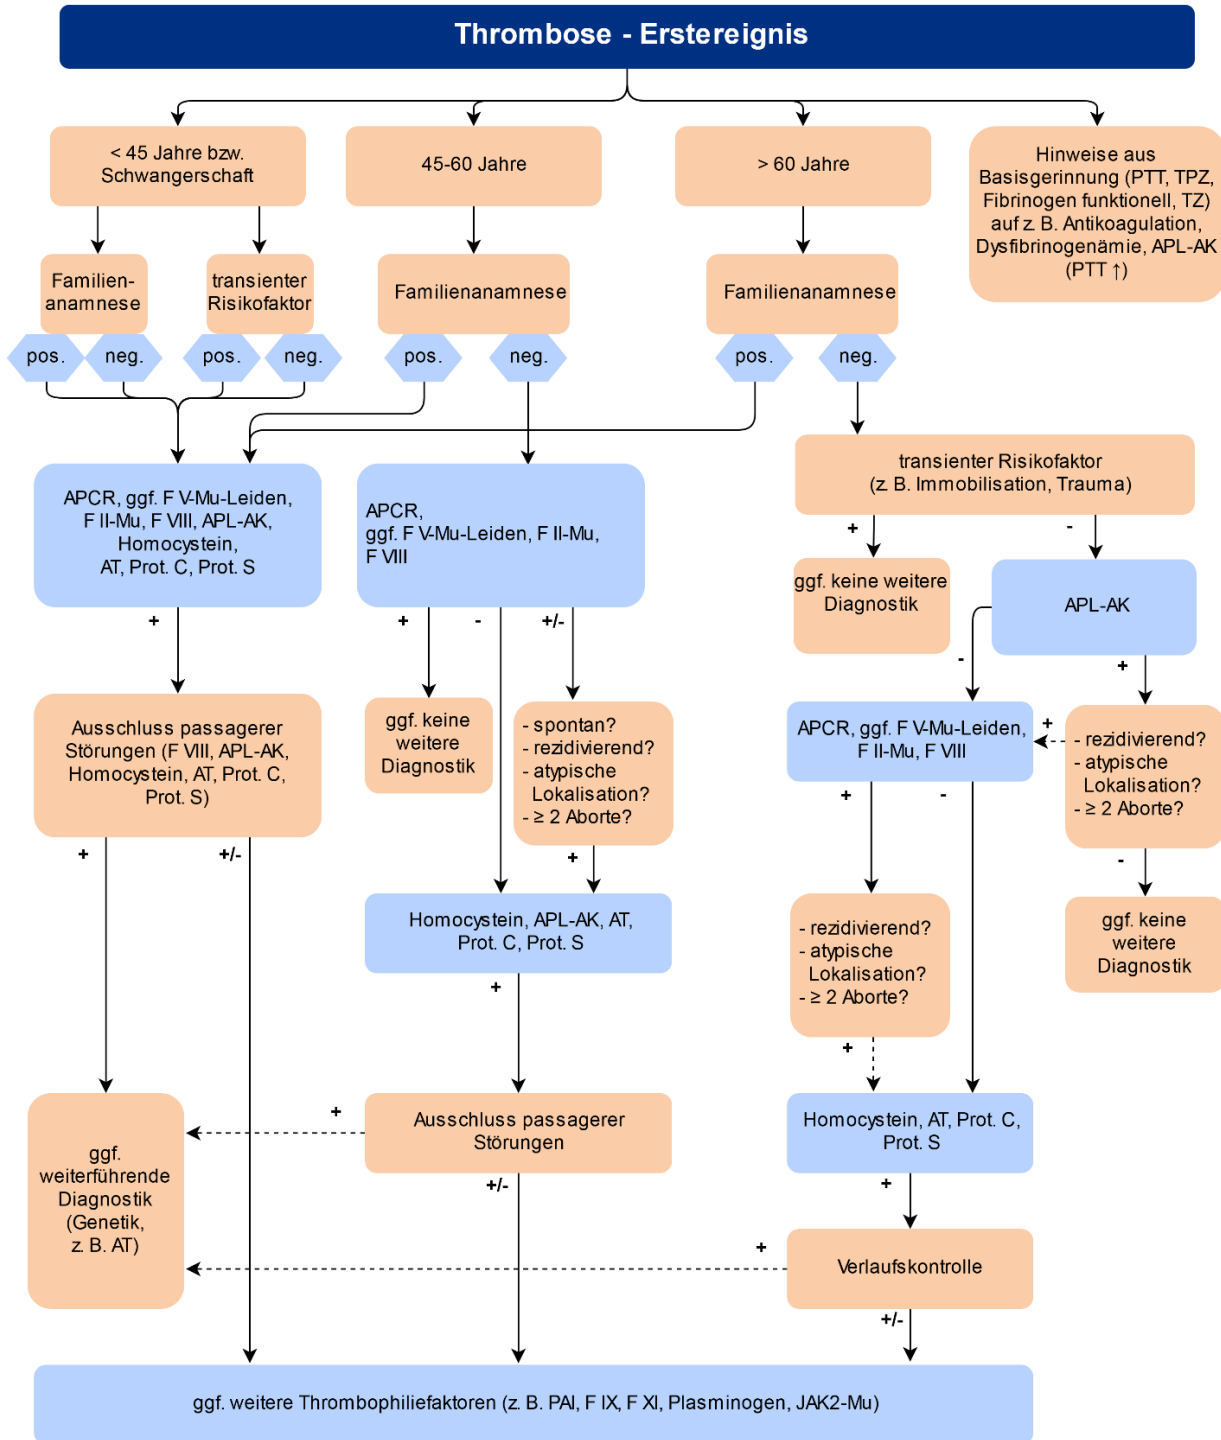 Thrombose - Erstereignis
< 45 Jahre bzw.
Schwangerschaft
45-60 Jahre
> 60 Jahre
Hinweise aus
Basisgerinnung (PTT, TPZ,
Fibrinogen funktionell, TZ)
auf z. B. Antikoagulation,
Dysfibrinogenämie, APL-AK
(PTT ↑)
Familien-
anamnese
transienter
Risikofaktor
Familienanamnese
Familienanamnese
pos.
neg.
pos.
neg.
pos.
neg.
pos.
neg.
transienter Risikofaktor
(z. B. Immobilisation, Trauma)
+
-
APCR, ggf. F V-Mu-Leiden,
F II-Mu, F VIII, APL-AK,
Homocystein,
AT, Prot. C, Prot. S
+
APCR,
ggf. F V-Mu-Leiden, F II-Mu,
F VIII
+
-
+/-
ggf. keine weitere
Diagnostik
APL-AK
-
+
Ausschluss passagerer
Störungen (F VIII, APL-AK,
Homocystein, AT, Prot. C,
Prot. S)
+
+/-
ggf. keine
weitere
Diagnostik
- spontan?
- rezidivierend?
- atypische
Lokalisation?
- ≥ 2 Aborte?
+
APCR, ggf. F V-Mu-Leiden,
F II-Mu, F VIII
+
-
+
- rezidivierend?
- atypische
Lokalisation?
- ≥ 2 Aborte?
-
Homocystein, APL-AK, AT,
Prot. C, Prot. S
+
- rezidivierend?
- atypische
Lokalisation?
- ≥ 2 Aborte?
+
ggf. keine
weitere
Diagnostik
ggf.
weiterführende
Diagnostik
(Genetik,
z. B. AT)
+
Ausschluss passagerer
Störungen
+/-
Homocystein, AT, Prot. C,
Prot. S
+
+
Verlaufskontrolle
+/-
ggf. weitere Thrombophiliefaktoren (z. B. PAI, F IX, F XI, Plasminogen, JAK2-Mu)